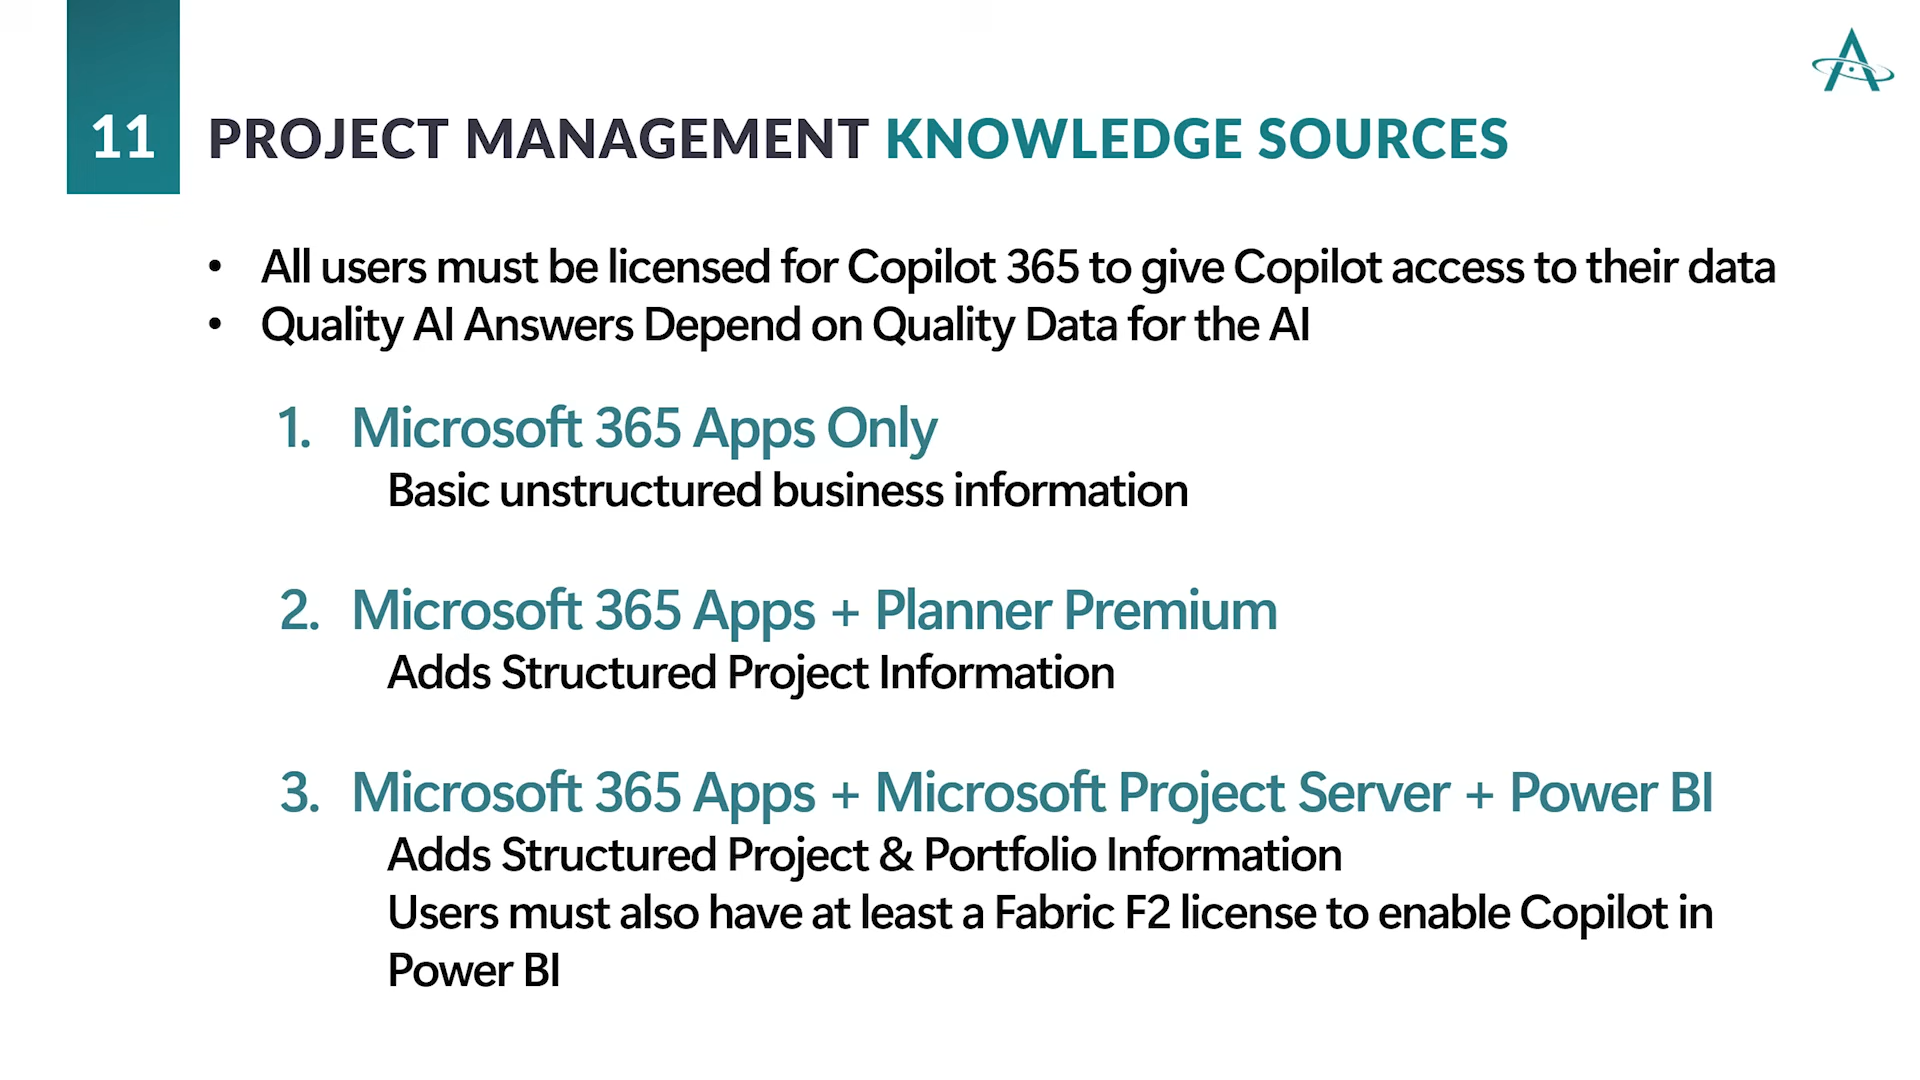 11
PROJECT MANAGEMENT KNOWLEDGE SOURCES
• All users must be licensed for Copilot 365 to give Copilot access to their data
• Quality AI Answers Depend on Quality Data for the AI
1. Microsoft 365 Apps Only
Basic unstructured business information
2. Microsoft 365 Apps + Planner Premium
Adds Structured Project Information
3. Microsoft 365 Apps + Microsoft Project Server + Power BI
Adds Structured Project & Portfolio Information
Users must also have at least a Fabric F2 license to enable Copilot in
Power BI